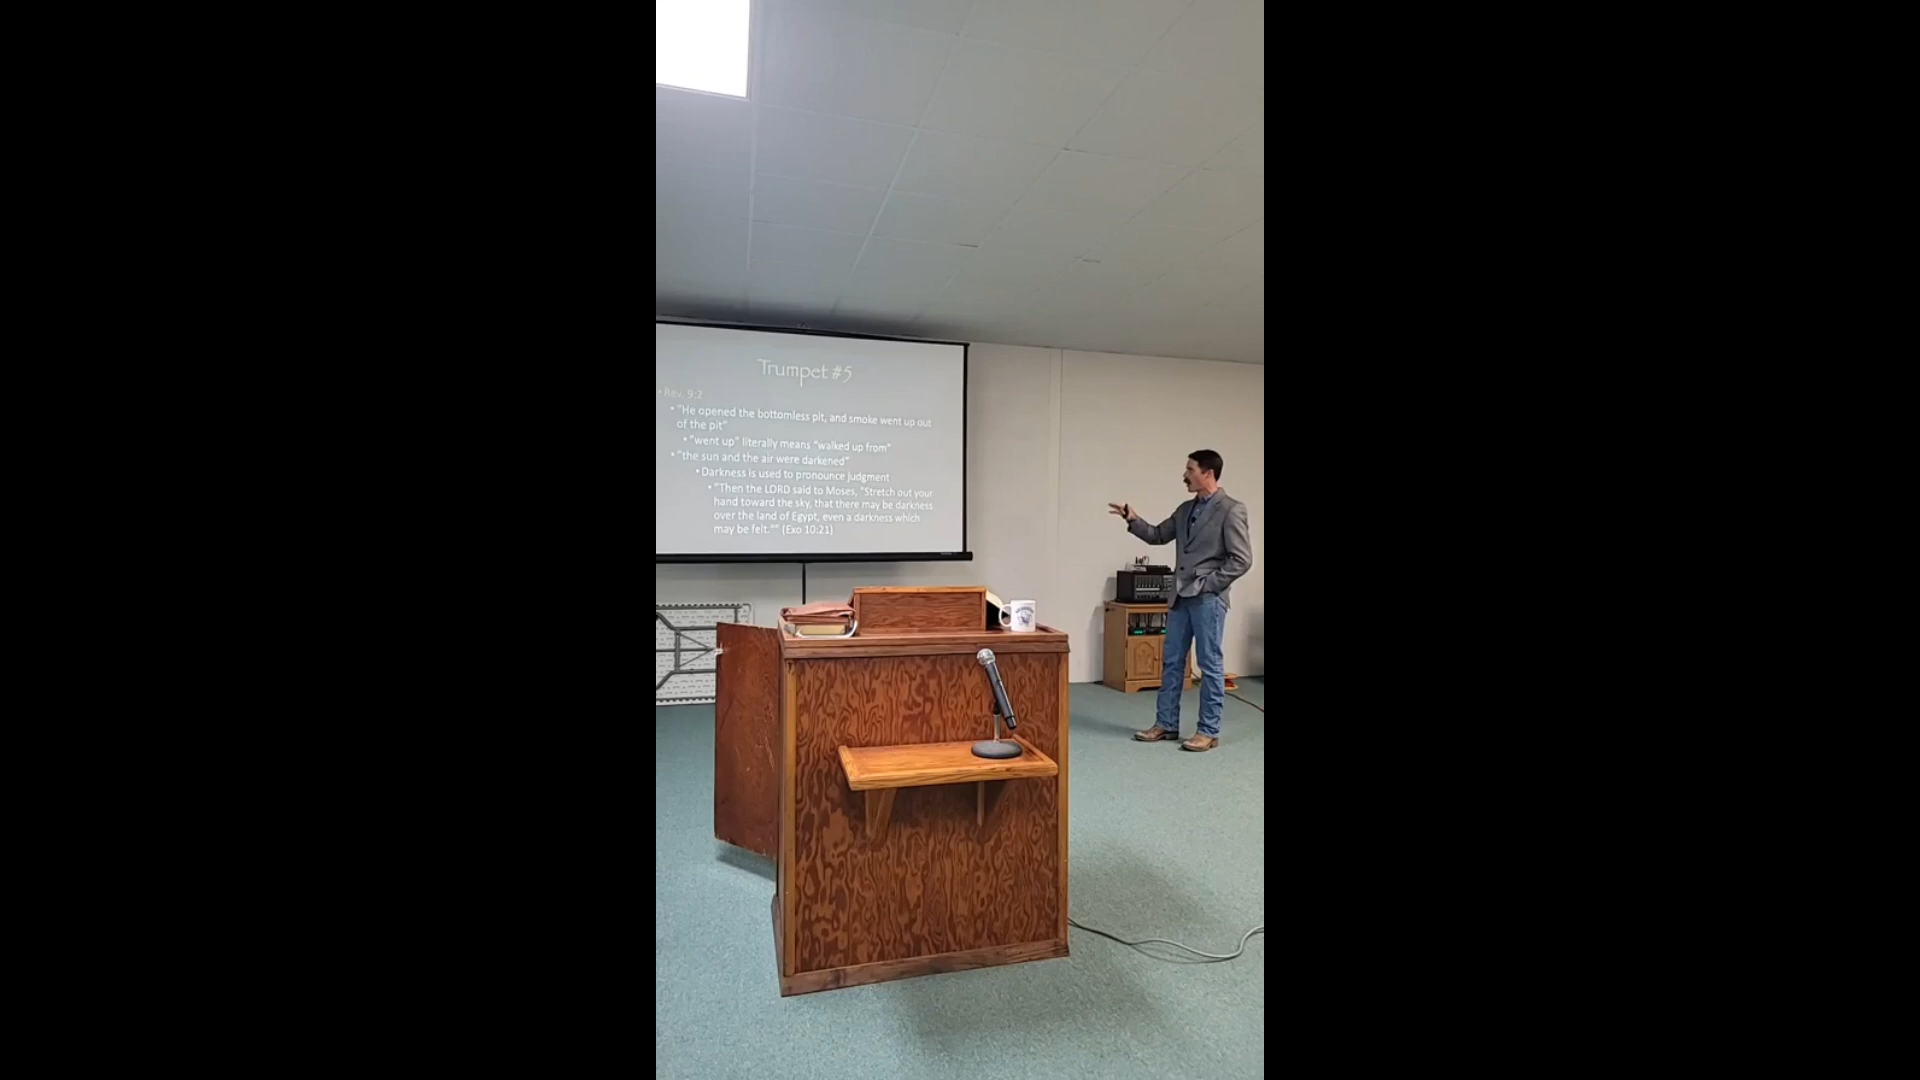 Trumpet #5
• Rev. 9:2
• "He opened the bottomless pit, and smoke went up out
of the pit"
• "went up" literally means "walked up from"
• "the sun and the air were darkened"
• Darkness is used to pronounce judgment
• "Then the LORD said to Moses, "Stretch out your
hand toward the sky, that there may be darkness
over the land of Egypt, even a darkness which
may be felt."" (Exo 10:21)